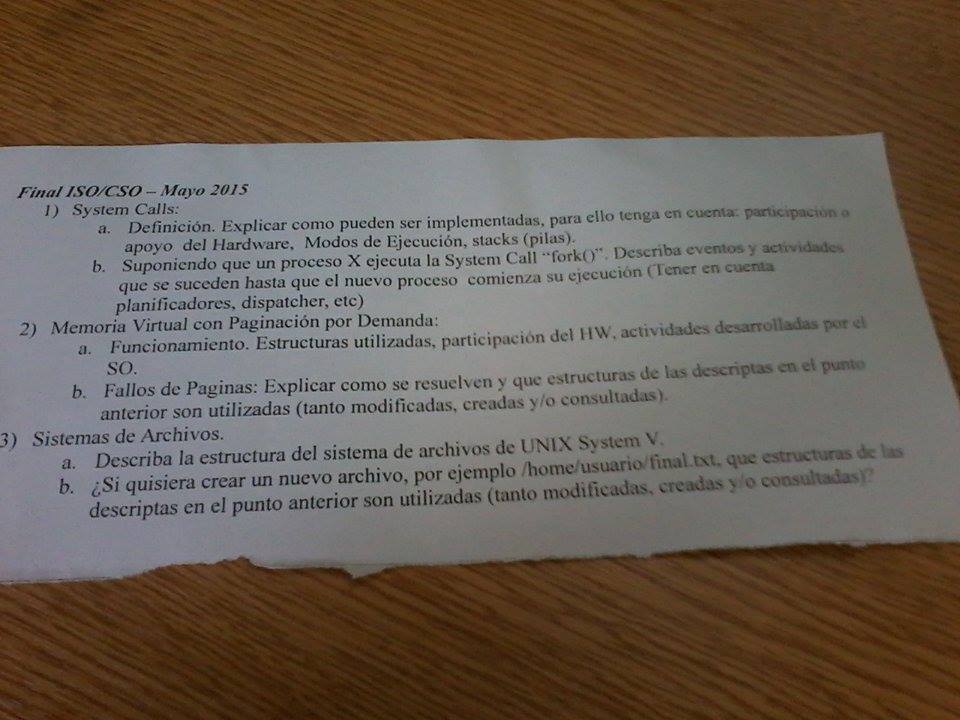 Final ISO/CSO – Mayo 2015
1) System Calls:
a. Definición. Explicar como pueden ser implementadas, para ello tenga en cuenta: participación o
apoyo del Hardware, Modos de Ejecución, stacks (pilas).
b. Suponiendo que un proceso X ejecuta la System Call “fork()”. Describa eventos y actividades
que se suceden hasta que el nuevo proceso comienza su ejecución (Tener en cuenta
planificadores, dispatcher, etc)
2) Memoria Virtual con Paginación por Demanda:
a. Funcionamiento. Estructuras utilizadas, participación del HW, actividades desarrolladas por el
SO.
b. Fallos de Paginas: Explicar como se resuelven y que estructuras de las descriptas en el punto
anterior son utilizadas (tanto modificadas, creadas y/o consultadas).
3) Sistemas de Archivos.
a. Describa la estructura del sistema de archivos de UNIX System V.
b. ¿Si quisiera crear un nuevo archivo, por ejemplo /home/usuario/final.txt, que estructuras de las
descriptas en el punto anterior son utilizadas (tanto modificadas, creadas y/o consultadas)?